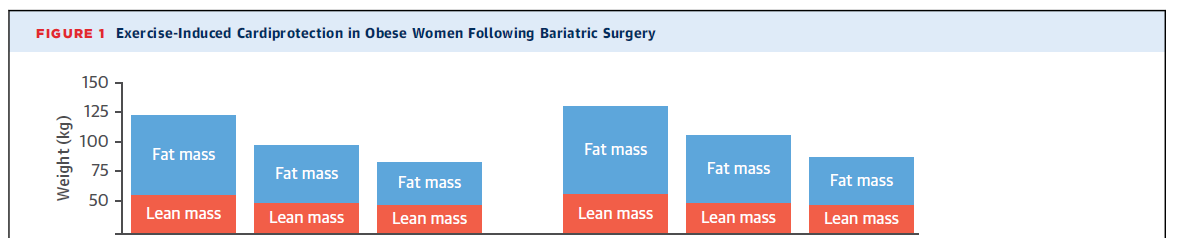 FIGURE 1 Exercise-Induced Cardiprotection in Obese Women Following Bariatric Surgery
Weight (kg)
150
125
100
75
50
Fat mass
Fat mass
Fat mass
Fat mass
Fat mass
Fat mass
Lean mass
Lean mass
Lean mass
Lean mass
Lean mass
Lean mass